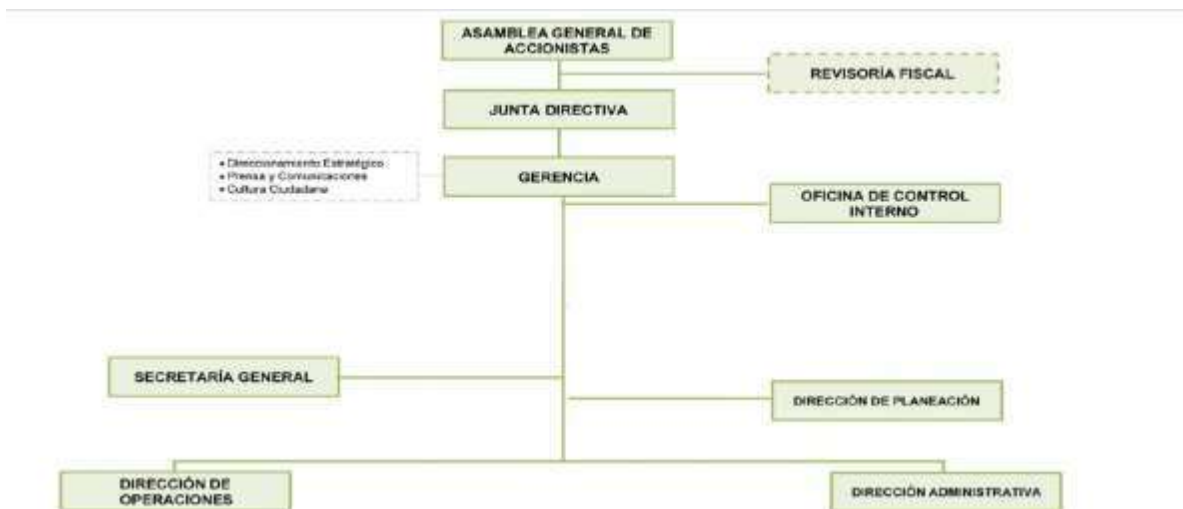 ASAMBLEA GENERAL DE
ACCIONISTAS
REVISORÍA FISCAL
JUNTA DIRECTIVA
• Direccionamiento Estratégico
• Prensa y Comunicaciones
• Cultura Ciudadana
GERENCIA
OFICINA DE CONTROL
INTERNO
SECRETARÍA GENERAL
DIRECCIÓN DE PLANEACIÓN
DIRECCIÓN DE
OPERACIONES
DIRECCIÓN ADMINISTRATIVA